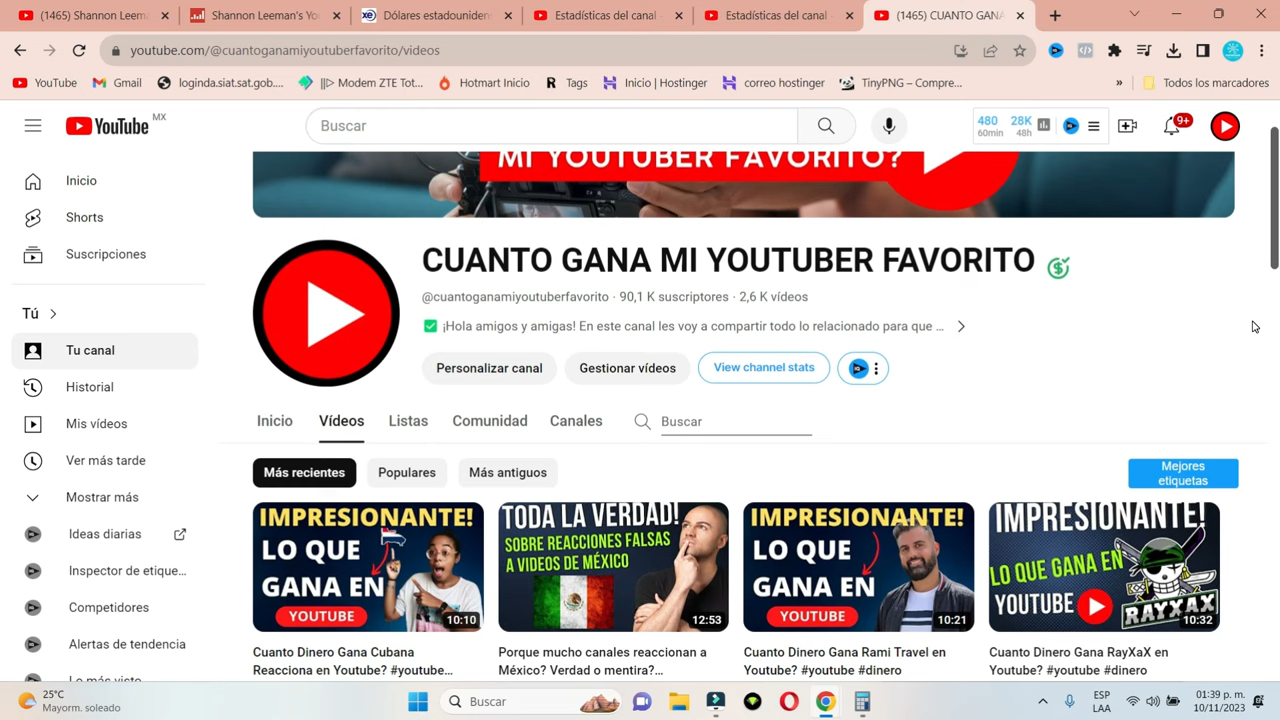 (1465) Shannon Leem
Shannon Leeman's Yo
Dólares estadouniden
Estadísticas del canal -
Estadísticas del canal -
(1465) CUANTO GANA
youtube.com/@cuantoganamiyoutuberfavorito/videos
YouTube
Gmail
loginda.siat.sat.gob....
||▷ Modem ZTE Tot...
Hotmart Inicio
Tags
Inicio | Hostinger
correo hostinger
TinyPNG – Compre...
»
Todos los marcadores
YouTube MX
Buscar
480 28K
60min 48h
9+
MI YOUTUBER FAVORITO?
Inicio
Shorts
Suscripciones
Tú
Tu canal
Historial
Mis vídeos
Ver más tarde
Mostrar más
Ideas diarias
Inspector de etique...
Competidores
Alertas de tendencia
Lo más visto
CUANTO GANA MI YOUTUBER FAVORITO
@cuantoganamiyoutuberfavorito · 90,1 K suscriptores · 2,6 K vídeos
✅ ¡Hola amigos y amigas! En este canal les voy a compartir todo lo relacionado para que ...
Personalizar canal
Gestionar vídeos
View channel stats
IQ
Inicio
Vídeos
Listas
Comunidad
Canales
Buscar
Más recientes
Populares
Más antiguos
Mejores
etiquetas
IMPRESIONANTE!
LO QUE
GANA EN
YOUTUBE
10:10
Cuanto Dinero Gana Cubana
Reacciona en Youtube? #youtube...
TODA LA VERDAD!
SOBRE REACCIONES FALSAS
A VIDEOS DE MÉXICO
12:53
Porque mucho canales reaccionan a
México? Verdad o mentira?...
IMPRESIONANTE!
LO QUE
GANA EN
YOUTUBE
10:21
Cuanto Dinero Gana Rami Travel en
Youtube? #youtube #dinero
IMPRESIONANTE!
LO QUE GANA EN
YOUTUBE
RAYXAX
10:32
Cuanto Dinero Gana RayXaX en
Youtube? #youtube #dinero
25°C
Mayorm. soleado
Buscar
ESP
LAA
01:39 p. m.
10/11/2023